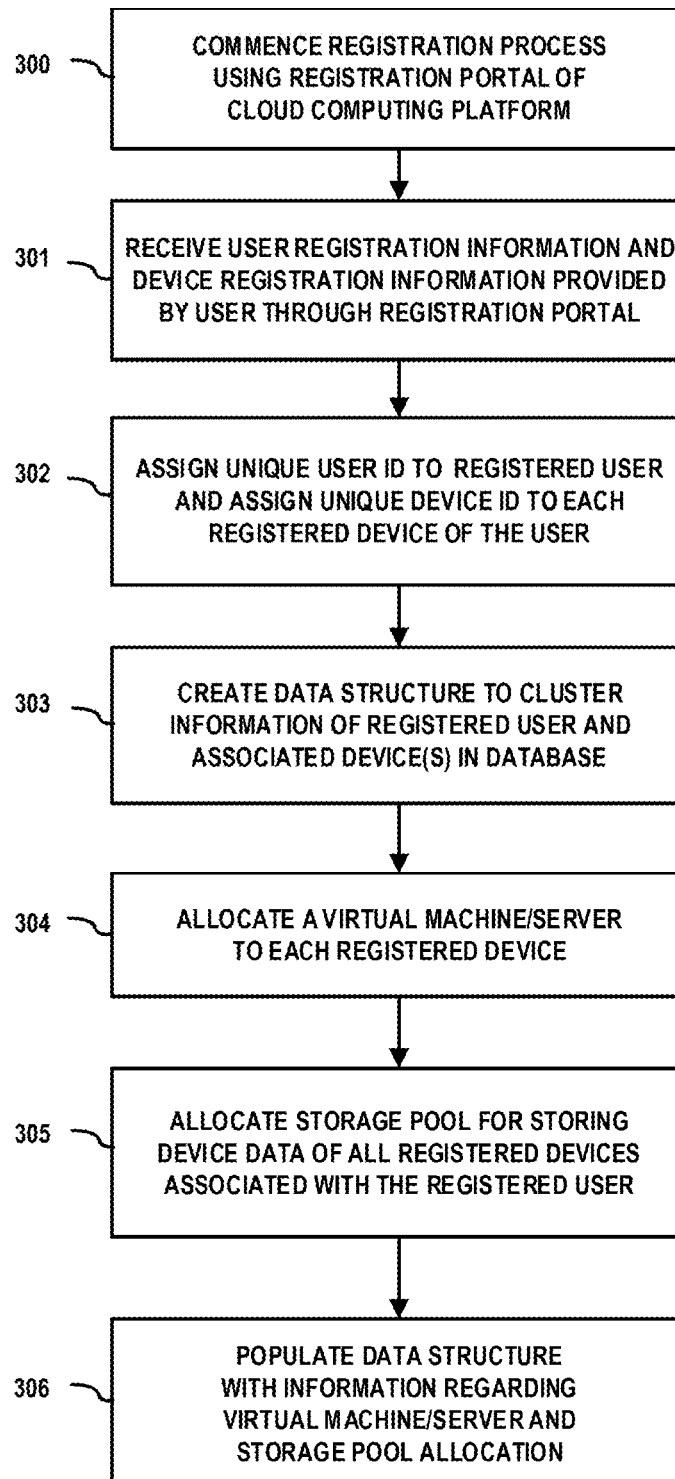 300
COMMENCE REGISTRATION PROCESS
USING REGISTRATION PORTAL OF
CLOUD COMPUTING PLATFORM
301
RECEIVE USER REGISTRATION INFORMATION AND
DEVICE REGISTRATION INFORMATION PROVIDED
BY USER THROUGH REGISTRATION PORTAL
302
ASSIGN UNIQUE USER ID TO REGISTERED USER
AND ASSIGN UNIQUE DEVICE ID TO EACH
REGISTERED DEVICE OF THE USER
303
CREATE DATA STRUCTURE TO CLUSTER
INFORMATION OF REGISTERED USER AND
ASSOCIATED DEVICE(S) IN DATABASE
304
ALLOCATE A VIRTUAL MACHINE/SERVER
TO EACH REGISTERED DEVICE
305
ALLOCATE STORAGE POOL FOR STORING
DEVICE DATA OF ALL REGISTERED DEVICES
ASSOCIATED WITH THE REGISTERED USER
306
POPULATE DATA STRUCTURE
WITH INFORMATION REGARDING
VIRTUAL MACHINE/SERVER AND
STORAGE POOL ALLOCATION